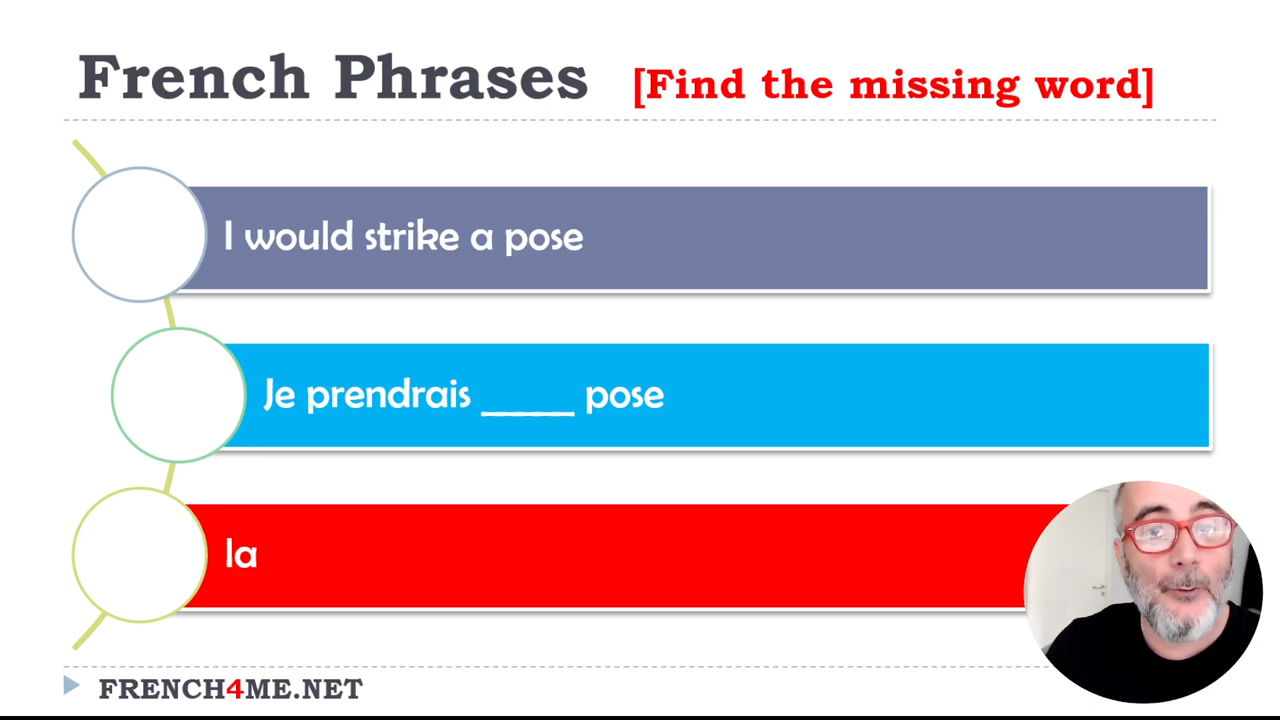 French Phrases [Find the missing word]
I would strike a pose
Je prendrais _____ pose
la
FRENCH4ME.NET